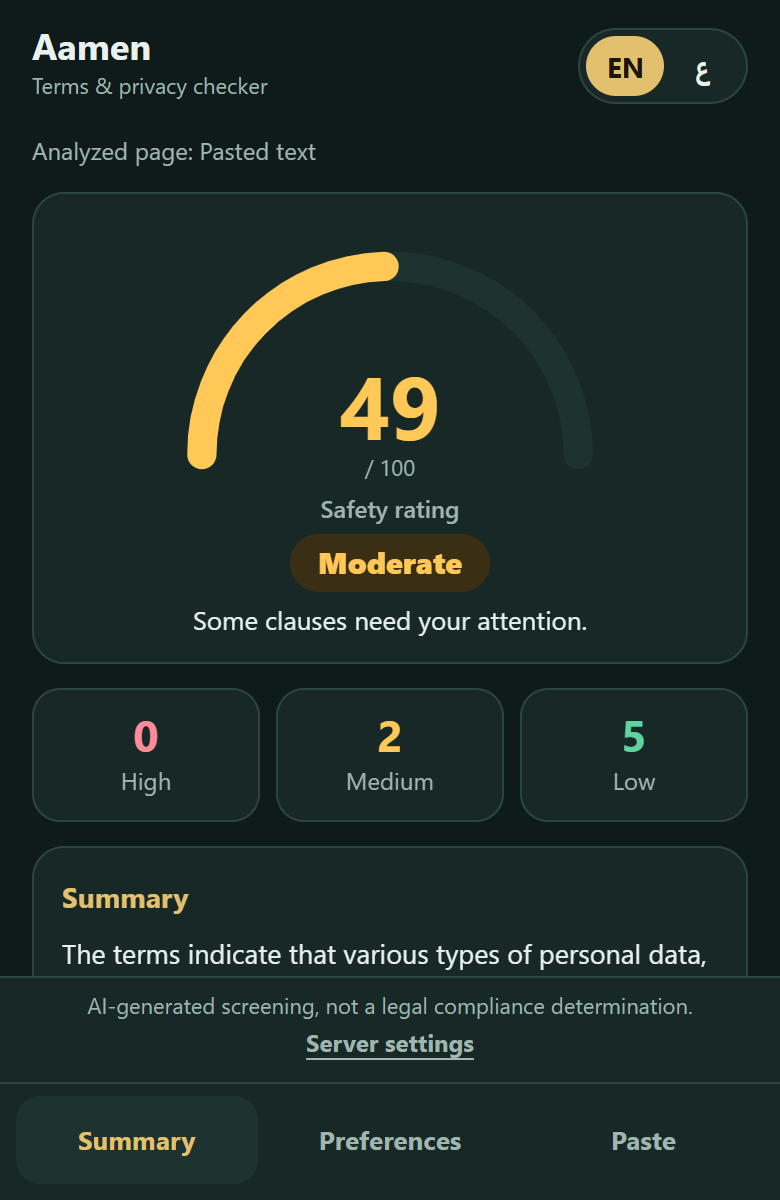 Aamen
Terms & privacy checker
EN
ع
Analyzed page: Pasted text
49
/ 100
Safety rating
Moderate
Some clauses need your attention.
0
High
2
Medium
5
Low
Summary
The terms indicate that various types of personal data,
AI-generated screening, not a legal compliance determination.
Server settings
Summary
Preferences
Paste